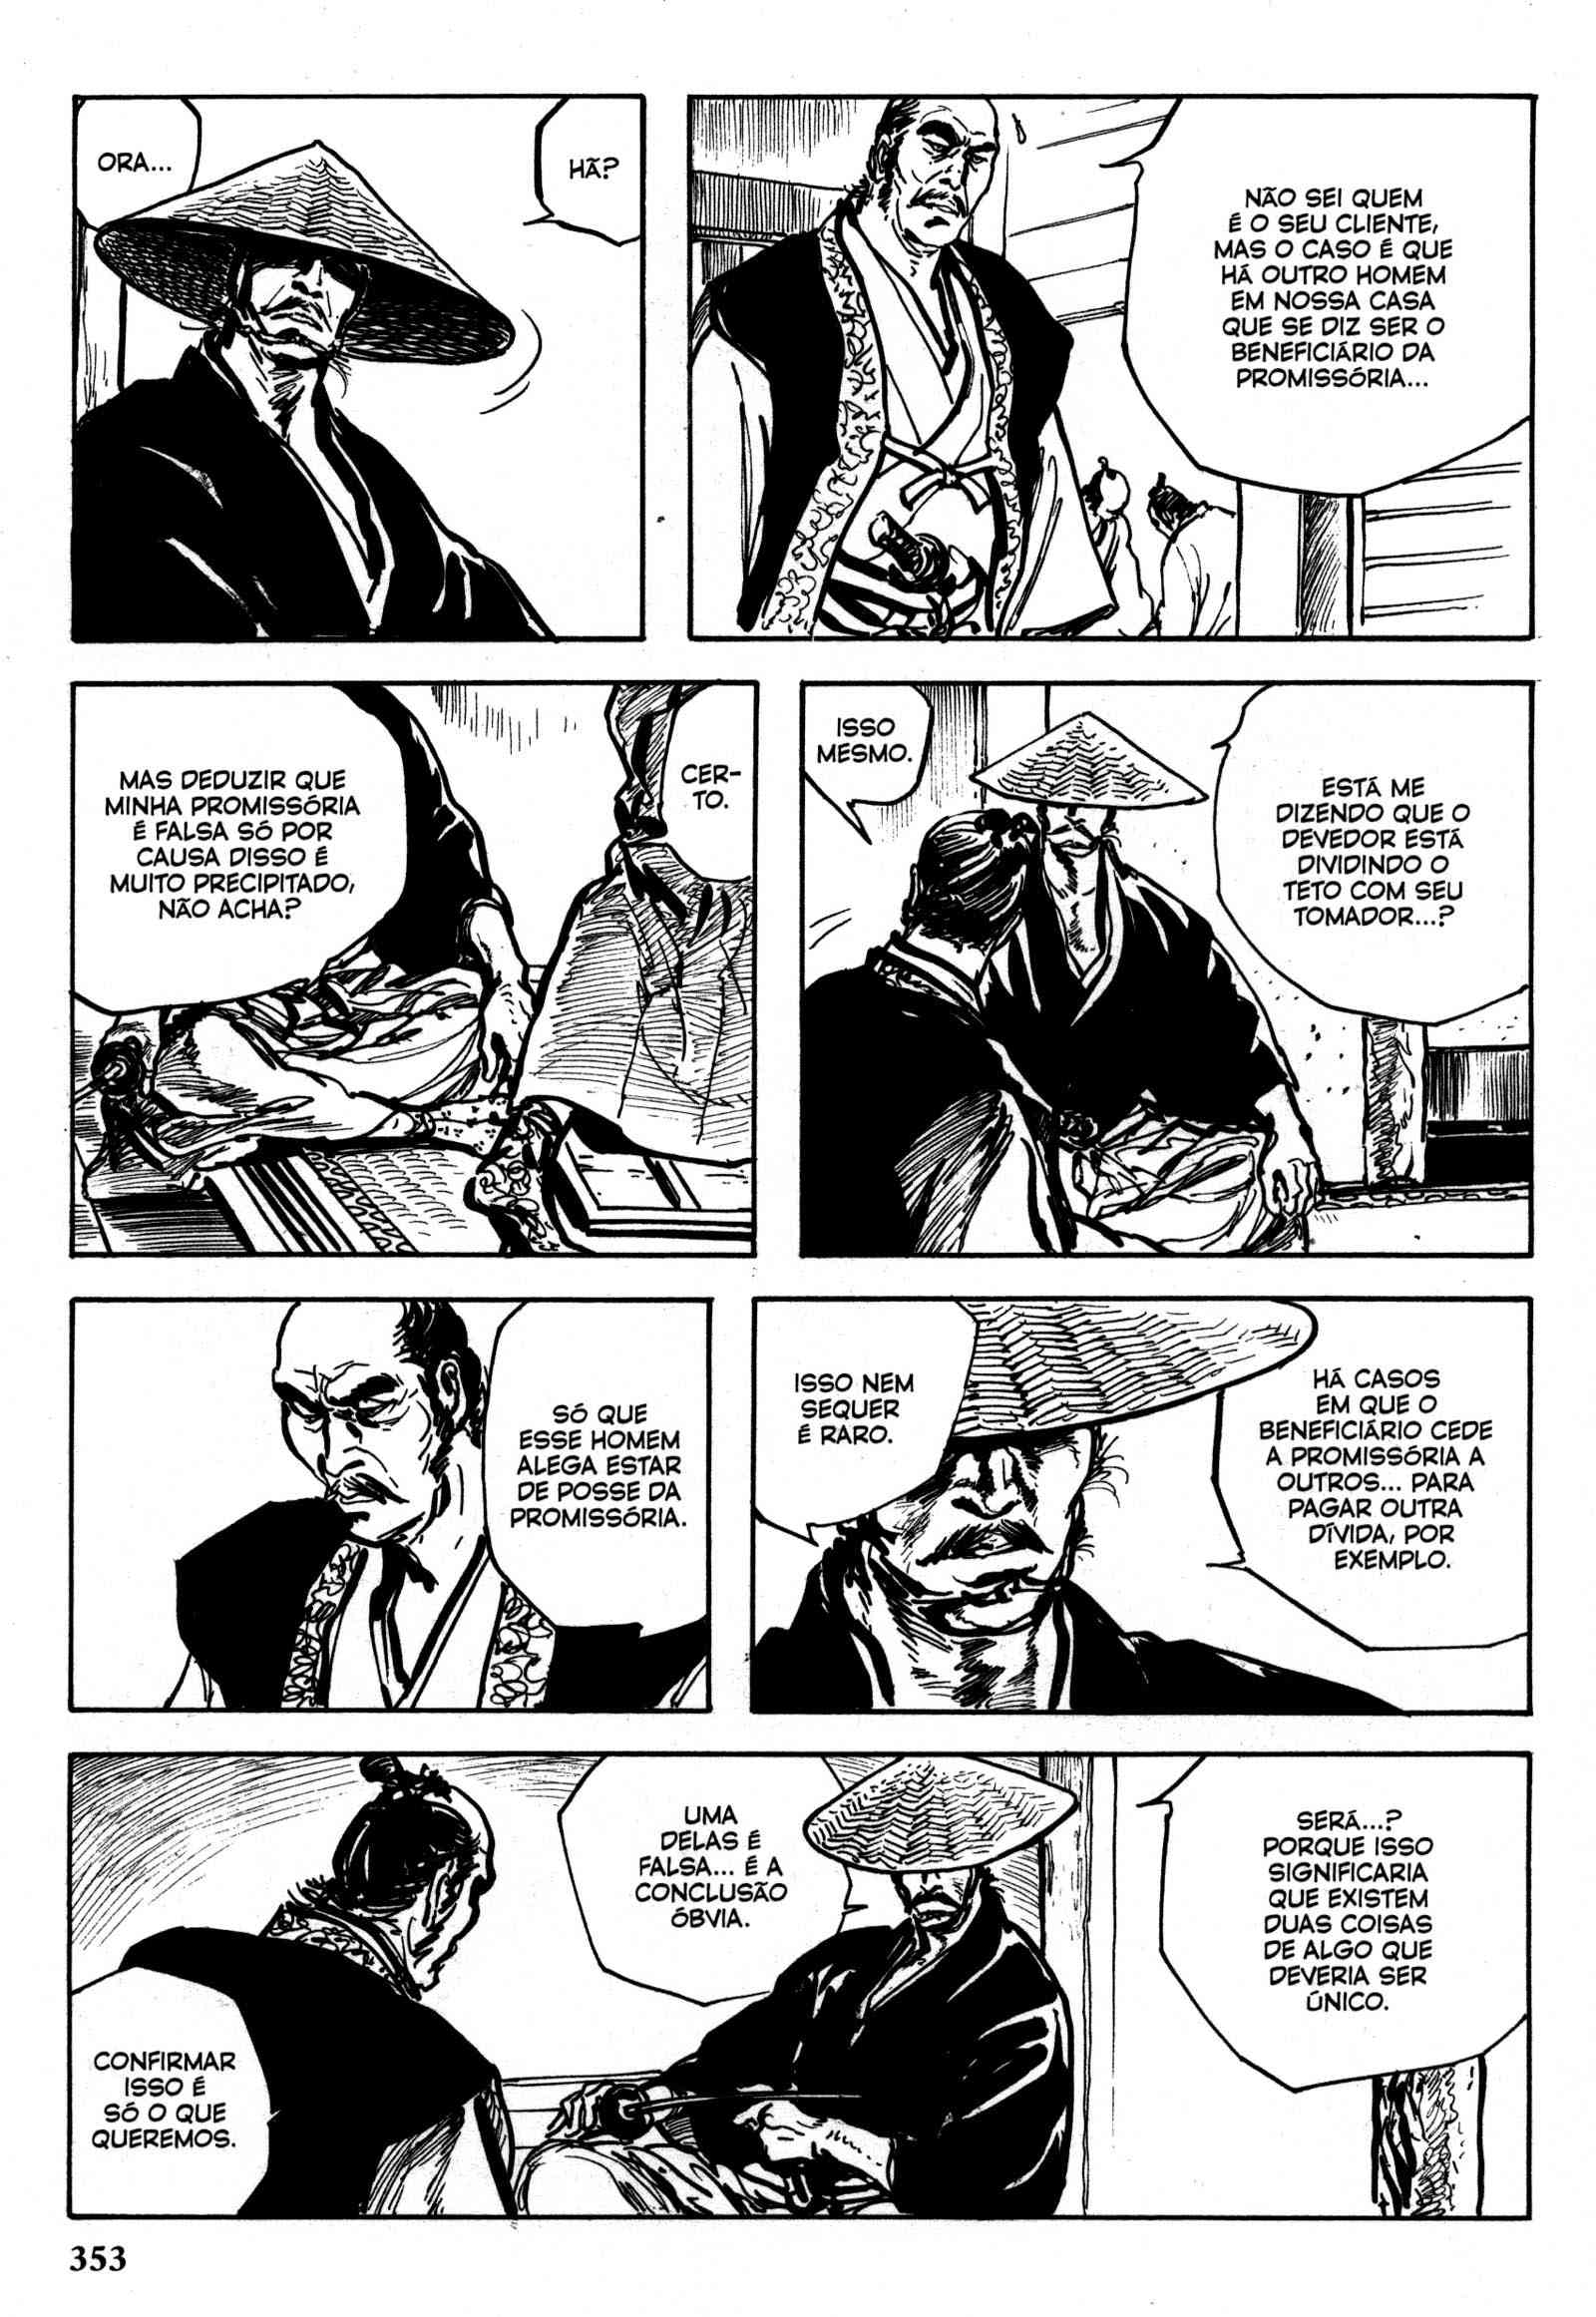 NÃO SEI QUEM
É O SEU CLIENTE,
MAS O CASO É QUE
HÁ OUTRO HOMEM
EM NOSSA CASA
QUE SE DIZ SER O
BENEFICIÁRIO DA
PROMISSÓRIA...
HÃ?
ORA...
ESTÁ ME
DIZENDO QUE O
DEVEDOR ESTÁ
DIVIDINDO O
TETO COM SEU
TOMADOR...?
ISSO
MESMO.
CER-
TO.
MAS DEDUZIR QUE
MINHA PROMISSÓRIA
É FALSA SÓ POR
CAUSA DISSO É
MUITO PRECIPITADO,
NÃO ACHA?
HÁ CASOS
EM QUE O
BENEFICIÁRIO CEDE
A PROMISSÓRIA A
OUTROS... PARA
PAGAR OUTRA
DÍVIDA, POR
EXEMPLO.
ISSO NEM
SEQUER
É RARO.
SÓ QUE
ESSE HOMEM
ALEGA ESTAR
DE POSSE DA
PROMISSÓRIA.
SERÁ...?
PORQUE ISSO
SIGNIFICARIA
QUE EXISTEM
DUAS COISAS
DE ALGO QUE
DEVERIA SER
ÚNICO.
UMA
DELAS É
FALSA... É A
CONCLUSÃO
ÓBVIA.
CONFIRMAR
ISSO É
SÓ O QUE
QUEREMOS.
353